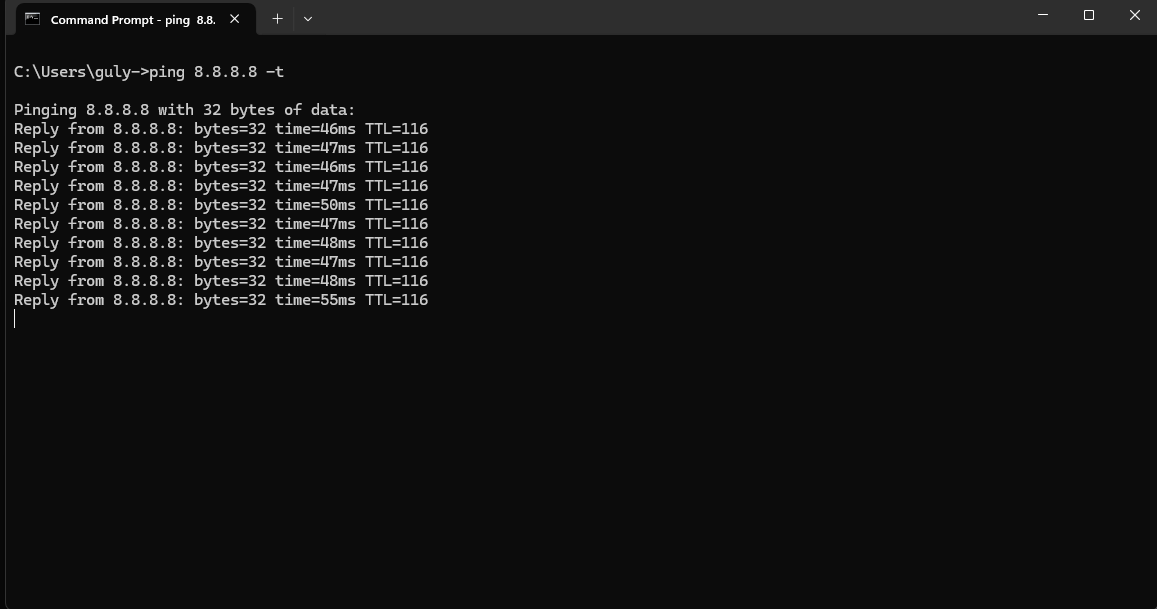 Command Prompt - ping  8.8.
C:\Users\guly->ping 8.8.8.8 -t
Pinging 8.8.8.8 with 32 bytes of data:
Reply from 8.8.8.8: bytes=32 time=46ms TTL=116
Reply from 8.8.8.8: bytes=32 time=47ms TTL=116
Reply from 8.8.8.8: bytes=32 time=46ms TTL=116
Reply from 8.8.8.8: bytes=32 time=47ms TTL=116
Reply from 8.8.8.8: bytes=32 time=50ms TTL=116
Reply from 8.8.8.8: bytes=32 time=47ms TTL=116
Reply from 8.8.8.8: bytes=32 time=48ms TTL=116
Reply from 8.8.8.8: bytes=32 time=47ms TTL=116
Reply from 8.8.8.8: bytes=32 time=48ms TTL=116
Reply from 8.8.8.8: bytes=32 time=55ms TTL=116